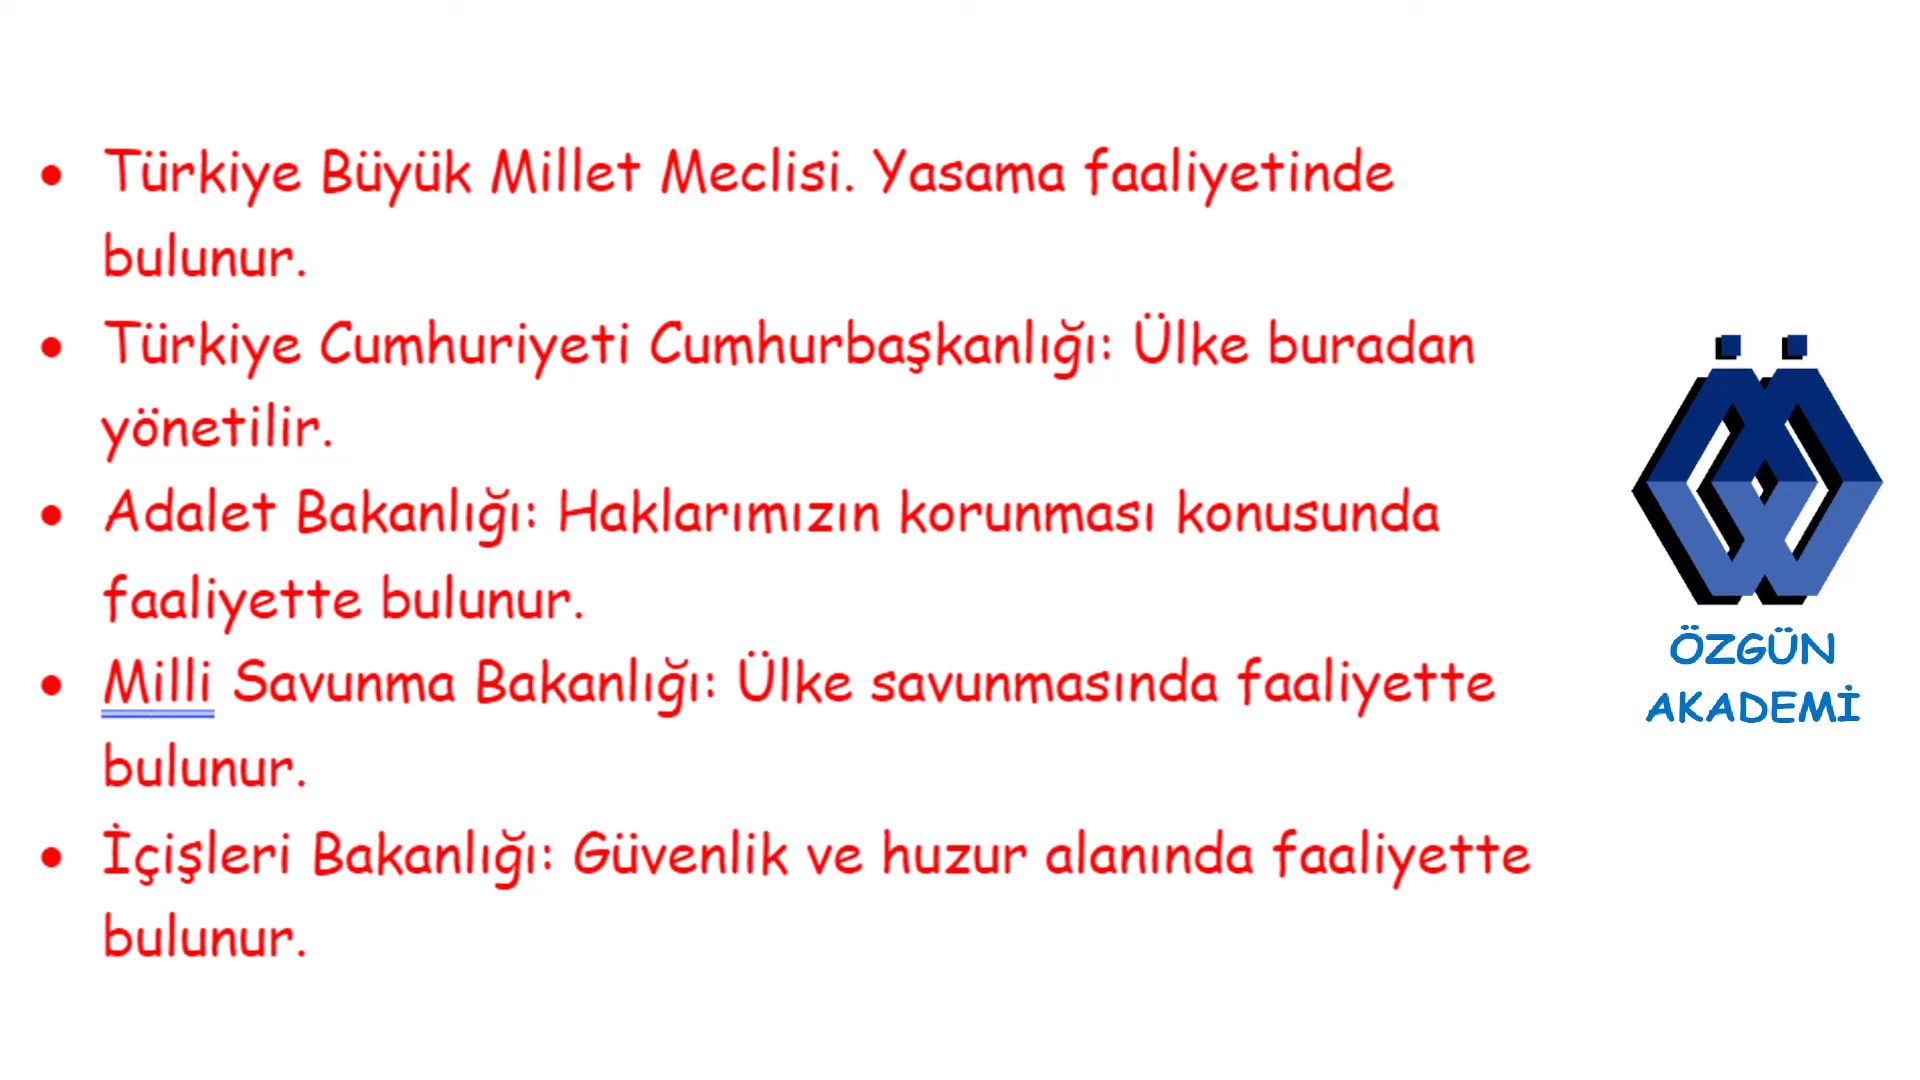 • Türkiye Büyük Millet Meclisi. Yasama faaliyetinde
bulunur.
• Türkiye Cumhuriyeti Cumhurbaşkanlığı: Ülke buradan
yönetilir.
• Adalet Bakanlığı: Haklarımızın korunması konusunda
faaliyette bulunur.
• Milli Savunma Bakanlığı: Ülke savunmasında faaliyette
bulunur.
• İçişleri Bakanlığı: Güvenlik ve huzur alanında faaliyette
bulunur.
ÖZGÜN
AKADEMİ